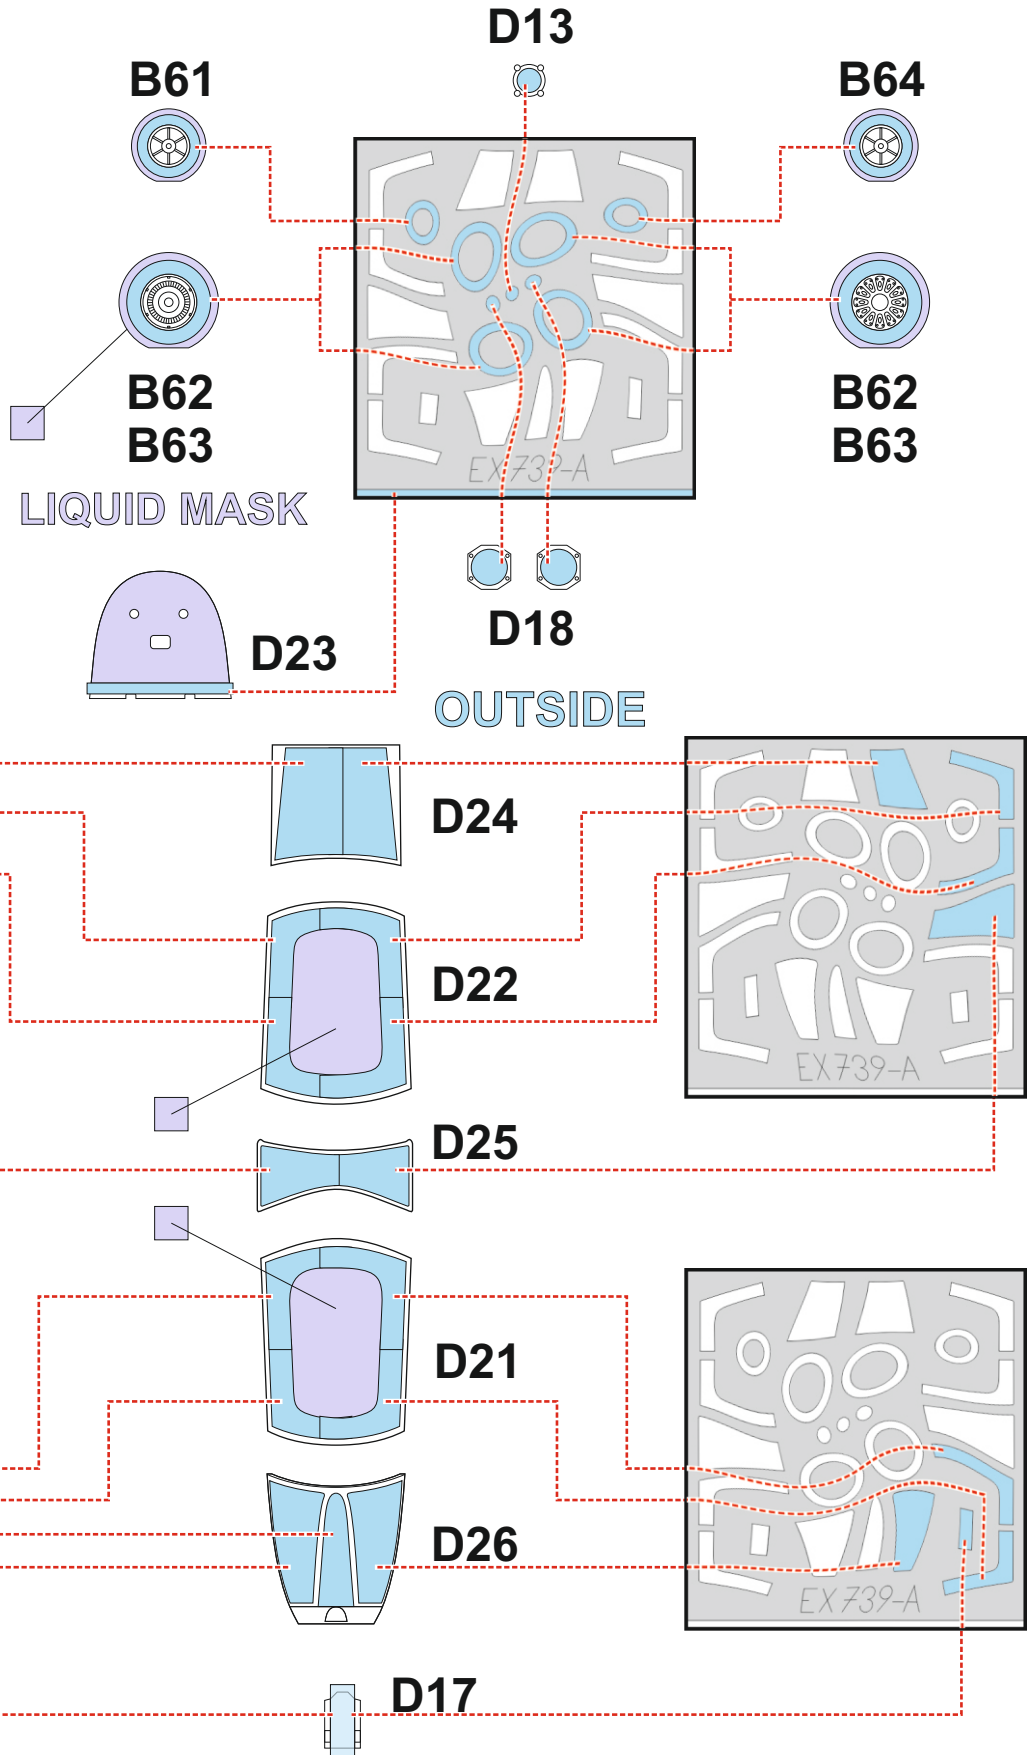 D13
B61
B64
B62
B63
B62
B63
EX739-A
LIQUID MASK
D18
D23
OUTSIDE
D24
D22
EX739-A
D25
D21
D26
EX739-A
D17